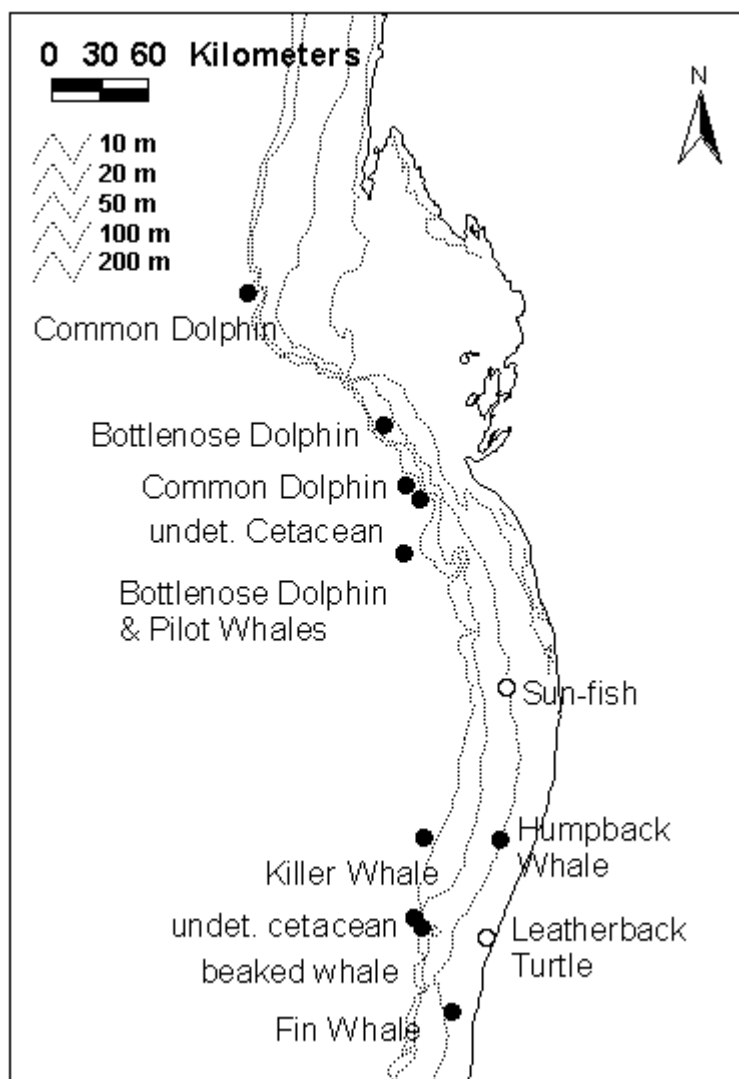 0 30 60 Kilometers
N
10 m
20 m
50 m
100 m
200 m
Common Dolphin
Bottlenose Dolphin
Common Dolphin
undet. Cetacean
Bottlenose Dolphin
& Pilot Whales
Sun-fish
Humpback
Whale
Killer Whale
undet. cetacean
Leatherback
Turtle
beaked whale
Fin Whale